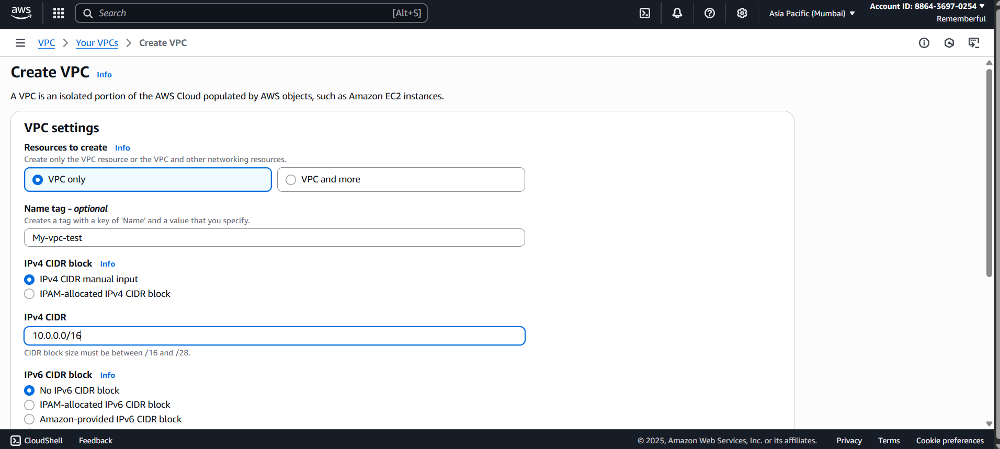 aws
Search [Alt+S]
Asia Pacific (Mumbai)
Account ID: 8864-3697-0254
Rememberful
VPC > Your VPCs > Create VPC
Create VPC Info
A VPC is an isolated portion of the AWS Cloud populated by AWS objects, such as Amazon EC2 instances.
VPC settings
Resources to create Info
Create only the VPC resource or the VPC and other networking resources.
VPC only
VPC and more
Name tag - optional
Creates a tag with a key of 'Name' and a value that you specify.
My-vpc-test
IPv4 CIDR block Info
IPv4 CIDR manual input
IPAM-allocated IPv4 CIDR block
IPv4 CIDR
10.0.0.0/16
CIDR block size must be between /16 and /28.
IPv6 CIDR block Info
No IPv6 CIDR block
IPAM-allocated IPv6 CIDR block
Amazon-provided IPv6 CIDR block
CloudShell Feedback © 2025, Amazon Web Services, Inc. or its affiliates. Privacy Terms Cookie preferences